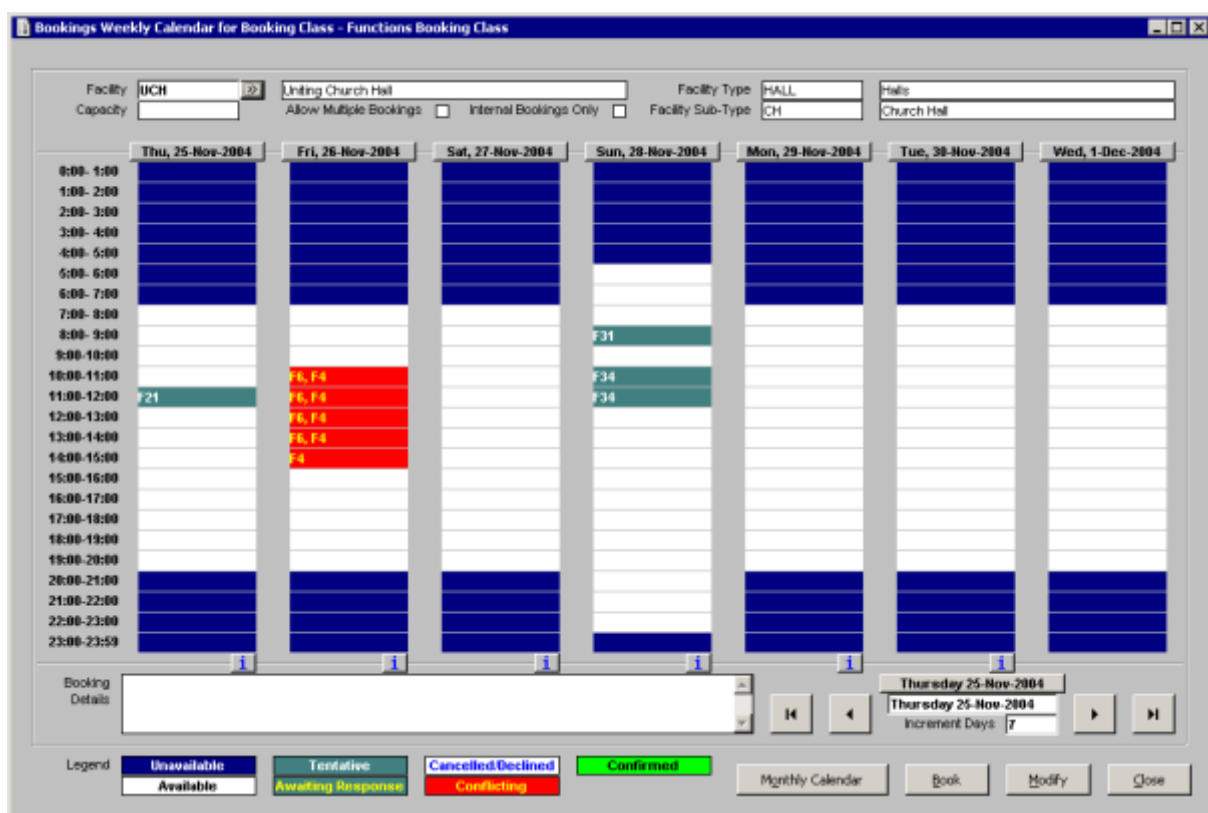 Bookings Weekly Calendar for Booking Class - Functions Booking Class
Facility UCH Uniting Church Hall Facility Type HALL Halls
Capacity Allow Multiple Bookings Internal Bookings Only Facility Sub-Type CH Church Hall
Thu, 25-Nov-2004 Fri, 26-Nov-2004 Sat, 27-Nov-2004 Sun, 28-Nov-2004 Mon, 29-Nov-2004 Tue, 30-Nov-2004 Wed, 1-Dec-2004
0:00- 1:00
1:00- 2:00
2:00- 3:00
3:00- 4:00
4:00- 5:00
5:00- 6:00
6:00- 7:00
7:00- 8:00
8:00- 9:00 F31
9:00-10:00
10:00-11:00 F6, F4 F34
11:00-12:00 F21 F6, F4 F34
12:00-13:00 F6, F4
13:00-14:00 F6, F4
14:00-15:00 F4
15:00-16:00
16:00-17:00
17:00-18:00
18:00-19:00
19:00-20:00
20:00-21:00
21:00-22:00
22:00-23:00
23:00-23:59
i i i i i i
Booking Details
Thursday 25-Nov-2004
Thursday 25-Nov-2004
Increment Days 7
Legend Unavailable Tentative Cancelled/Declined Confirmed
Available Awaiting Response Conflicting
Monthly Calendar Book Modify Close